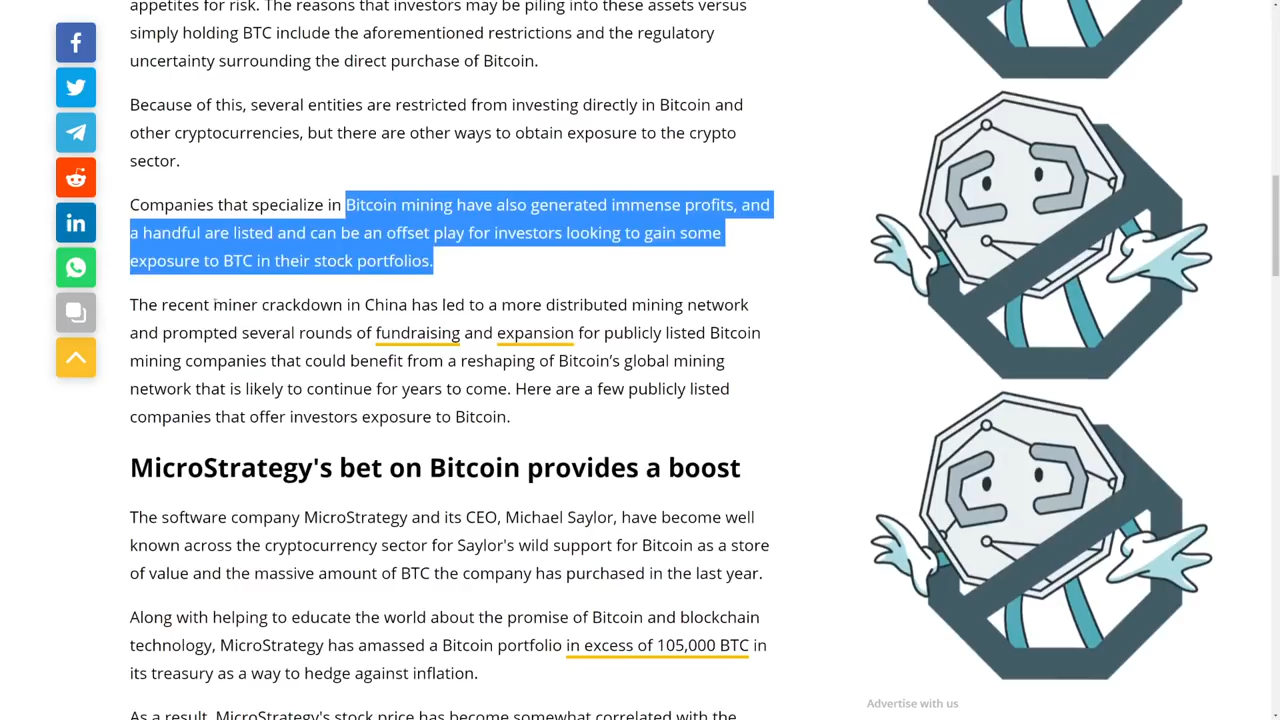 appetites for risk. The reasons that investors may be piling into these assets versus
simply holding BTC include the aforementioned restrictions and the regulatory
uncertainty surrounding the direct purchase of Bitcoin.
Because of this, several entities are restricted from investing directly in Bitcoin and
other cryptocurrencies, but there are other ways to obtain exposure to the crypto
sector.
Companies that specialize in Bitcoin mining have also generated immense profits, and
a handful are listed and can be an offset play for investors looking to gain some
exposure to BTC in their stock portfolios.
The recent miner crackdown in China has led to a more distributed mining network
and prompted several rounds of fundraising and expansion for publicly listed Bitcoin
mining companies that could benefit from a reshaping of Bitcoin’s global mining
network that is likely to continue for years to come. Here are a few publicly listed
companies that offer investors exposure to Bitcoin.
MicroStrategy's bet on Bitcoin provides a boost
The software company MicroStrategy and its CEO, Michael Saylor, have become well
known across the cryptocurrency sector for Saylor's wild support for Bitcoin as a store
of value and the massive amount of BTC the company has purchased in the last year.
Along with helping to educate the world about the promise of Bitcoin and blockchain
technology, MicroStrategy has amassed a Bitcoin portfolio in excess of 105,000 BTC in
its treasury as a way to hedge against inflation.
As a result, MicroStrategy's stock price has become somewhat correlated with the
Advertise with us